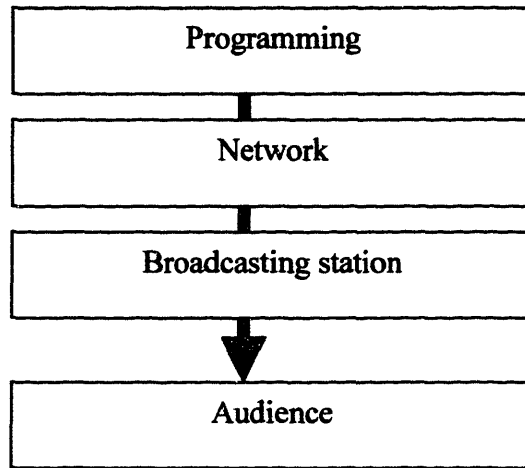 Programming
Network
Broadcasting station
Audience